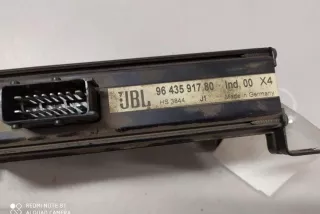 JBL 96 435 917 80 Ind. 00 X4
HS 364A J1 Made in Germany
REDMI NOTE 8T
AI QUAD CAMERA